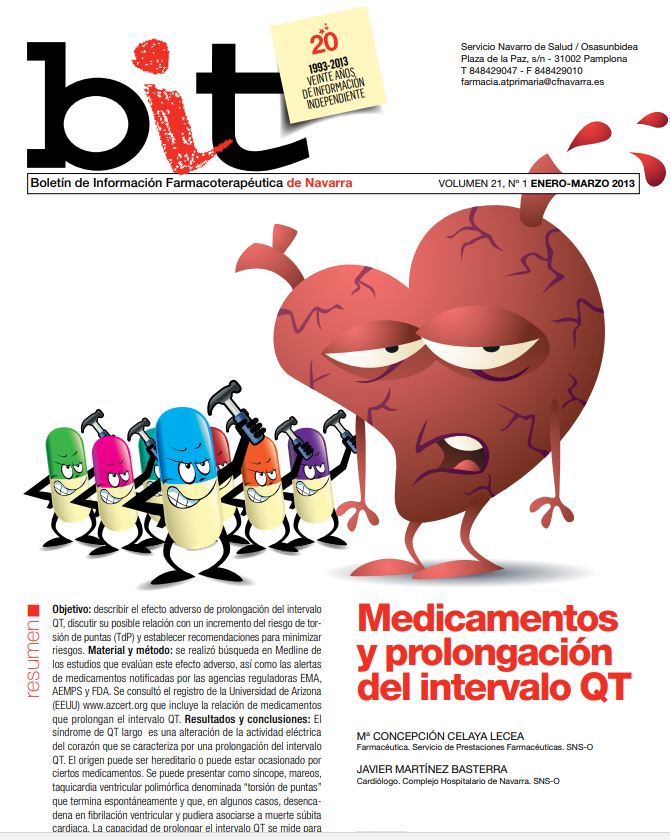 bit
20
1993-2013
VEINTE AÑOS
DE INFORMACIÓN
INDEPENDIENTE
Servicio Navarro de Salud / Osasunbidea
Plaza de la Paz, s/n - 31002 Pamplona
T 848429047 - F 848429010
farmacia.atprimaria@cfnavarra.es
Boletín de Información Farmacoterapéutica de Navarra
VOLUMEN 21, Nº 1 ENERO-MARZO 2013
resumen
Objetivo: describir el efecto adverso de prolongación del intervalo
QT, discutir su posible relación con un incremento del riesgo de tor-
sión de puntas (TdP) y establecer recomendaciones para minimizar
riesgos. Material y método: se realizó búsqueda en Medline de
los estudios que evalúan este efecto adverso, así como las alertas
de medicamentos notificadas por las agencias reguladoras EMA,
AEMPS y FDA. Se consultó el registro de la Universidad de Arizona
(EEUU) www.azcert.org que incluye la relación de medicamentos
que prolongan el intervalo QT. Resultados y conclusiones: El
síndrome de QT largo es una alteración de la actividad eléctrica
del corazón que se caracteriza por una prolongación del intervalo
QT. El origen puede ser hereditario o puede estar ocasionado por
ciertos medicamentos. Se puede presentar como síncope, mareos,
taquicardia ventricular polimórfica denominada “torsión de puntas”
que termina espontáneamente y que, en algunos casos, desenca-
dena en fibrilación ventricular y pudiera asociarse a muerte súbita
cardiaca. La capacidad de prolongar el intervalo QT se mide para
Medicamentos
y prolongación
del intervalo QT
Mª CONCEPCIÓN CELAYA LECEA
Farmacéutica. Servicio de Prestaciones Farmacéuticas. SNS-O
JAVIER MARTÍNEZ BASTERRA
Cardiólogo. Complejo Hospitalario de Navarra. SNS-O